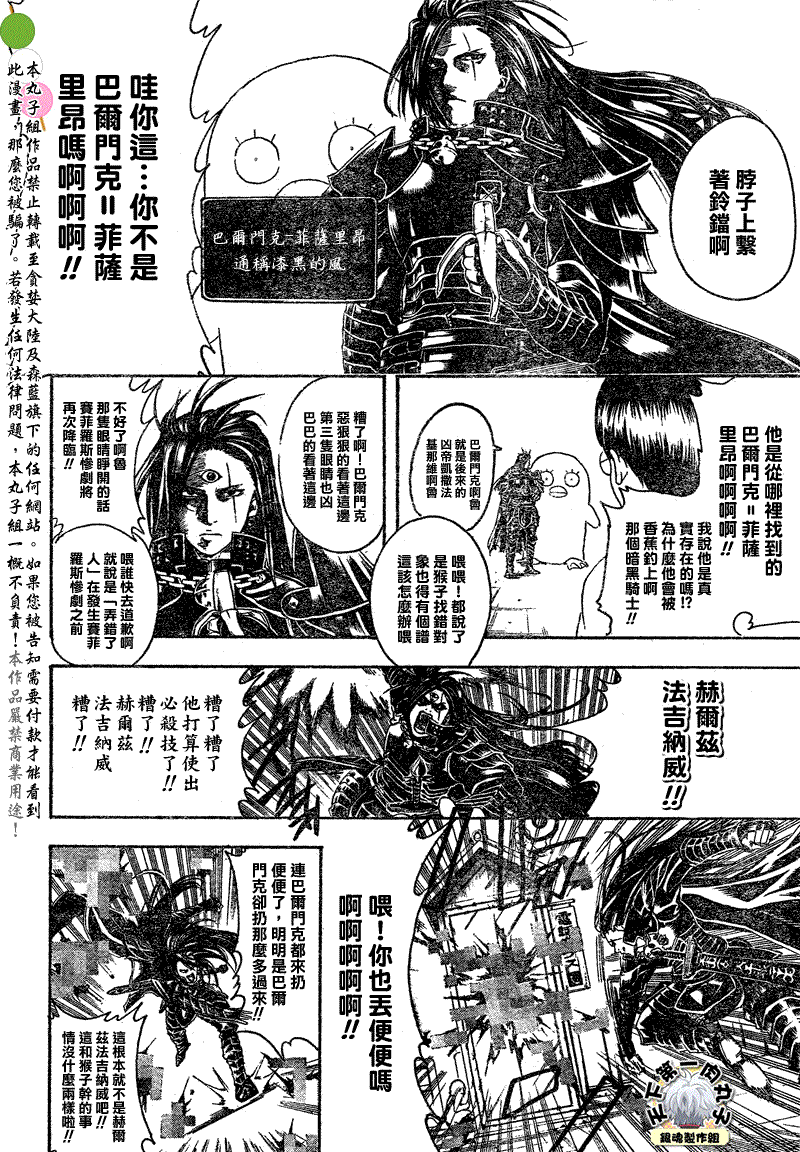 脖子上繫
著鈴鐺啊
哇你這…你不是
巴爾門克=菲薩
里昂嗎啊啊啊!!
巴爾門克=菲薩里昂
通稱漆黑的風
他是從哪裡找到的
巴爾門克=菲薩
里昂啊啊啊啊!!
我說他是真
實存在的嗎!?
為什麼他會被
香蕉釣上啊
那個暗黑騎士!!
巴爾門克啊嚕
就是後來的
凶帝凱撒法
基那維啊嚕
喂喂!都說了
是猴子找錯對
象也得有個譜
這該怎麼辦喂
糟了啊!巴爾門克
惡狠狠的看著這邊
第三隻眼睛也凶
巴巴的看著這邊
不好了啊嚕
那隻眼睛睜開的話
賽菲羅斯慘劇將
再次降臨!!
喂誰快去道歉啊
就說是「弄錯了
人」在發生賽菲
羅斯慘劇之前
赫爾茲
法吉納威!!
糟了糟了
他打算使出
必殺技了!!
糟了!!
赫爾茲
法吉納威
糟了!!
喂!你也丟便便嗎
啊啊啊啊啊!!
連巴爾門克都來扔
便便了,明明是巴爾
門克卻扔那麼多過來!!
這根本就不是赫爾
茲法吉納威吧!!
這和猴子幹的事
情沒什麼兩樣啦!!
本丸子組作品禁止轉載至貪婪大陸及森藍旗下的任何網站。如果您被告知需要付款才能看到
此漫畫,那麼您被騙了。若發生任何法律問題,本丸子組一概不負責!本作品嚴禁商業用途!
天下第一肉丸子
銀魂製作組